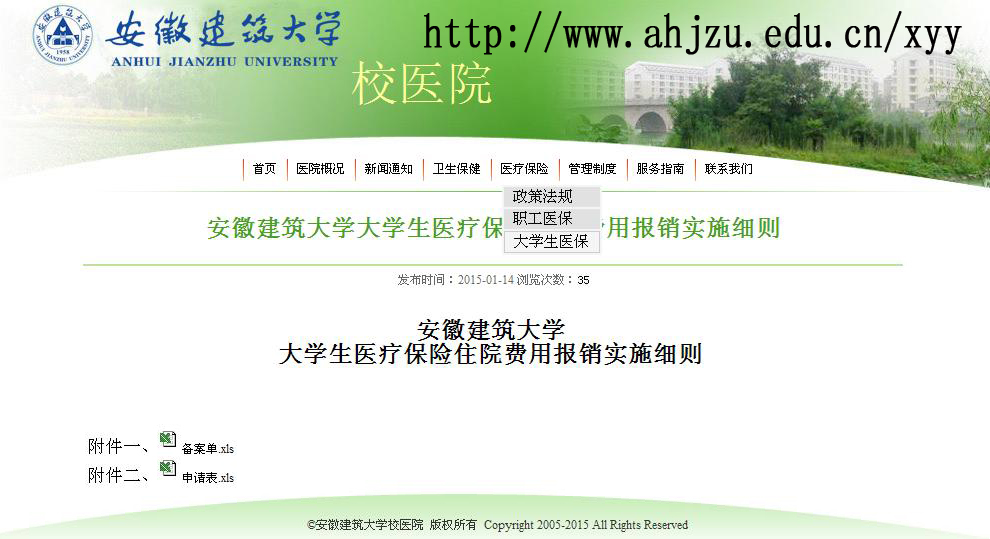 安徽建筑大学
ANHUI JIANZHU UNIVERSITY
1958
http://www.ahjzu.edu.cn/xyy
校医院
首页 医院概况 新闻通知 卫生保健 医疗保险 管理制度 服务指南 联系我们
政策法规
职工医保
大学生医保
安徽建筑大学大学生医疗保 用报销实施细则
发布时间：2015-01-14 浏览次数：35
安徽建筑大学
大学生医疗保险住院费用报销实施细则
附件一、 备案单.xls
附件二、 申请表.xls
©安徽建筑大学校医院 版权所有 Copyright 2005-2015 All Rights Reserved